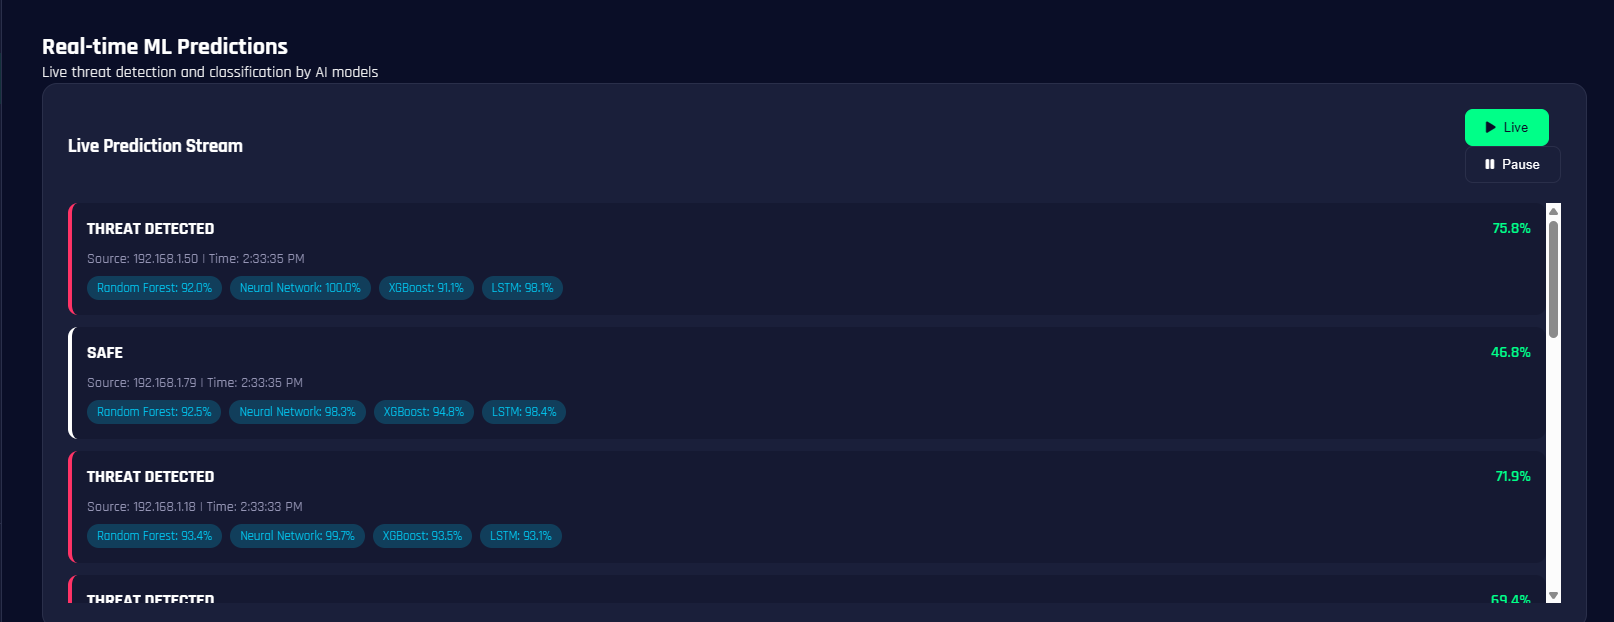 Real-time ML Predictions
Live threat detection and classification by AI models
Live Prediction Stream
Live
Pause
THREAT DETECTED
75.8%
Source: 192.168.1.50 | Time: 2:33:35 PM
Random Forest: 92.0% Neural Network: 100.0% XGBoost: 91.1% LSTM: 98.1%
SAFE
46.8%
Source: 192.168.1.79 | Time: 2:33:35 PM
Random Forest: 92.5% Neural Network: 98.3% XGBoost: 94.8% LSTM: 98.4%
THREAT DETECTED
71.9%
Source: 192.168.1.18 | Time: 2:33:33 PM
Random Forest: 93.4% Neural Network: 99.7% XGBoost: 93.5% LSTM: 93.1%
THREAT DETECTED
69.4%